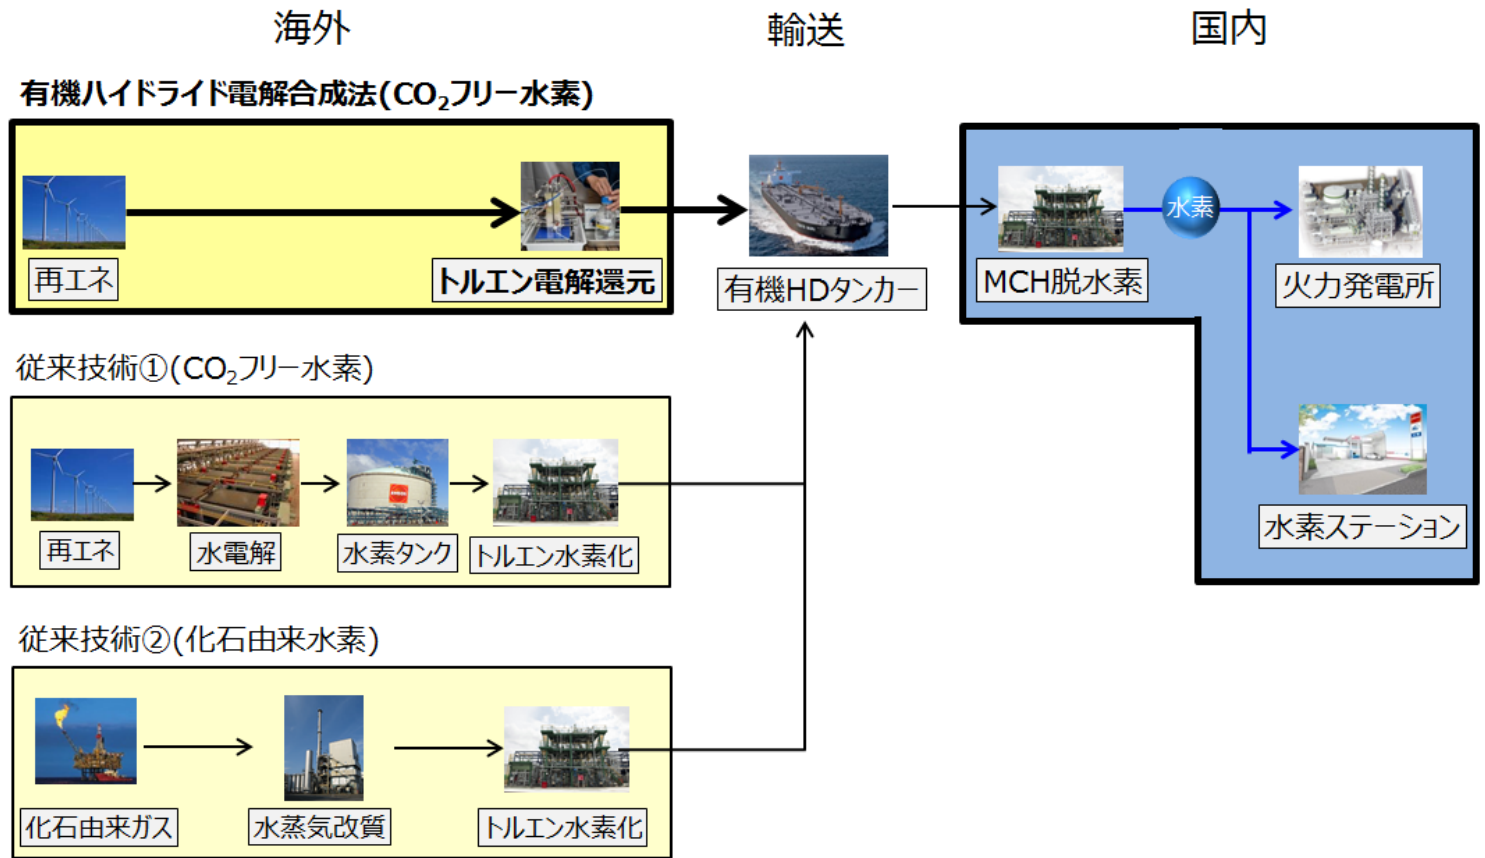 海外
輸送
国内
有機ハイドライド電解合成法(CO₂フリー水素)
再エネ
トルエン電解還元
有機HDタンカー
MCH脱水素
水素
火力発電所
水素ステーション
従来技術①(CO₂フリー水素)
再エネ
水電解
水素タンク
トルエン水素化
従来技術②(化石由来水素)
化石由来ガス
水蒸気改質
トルエン水素化